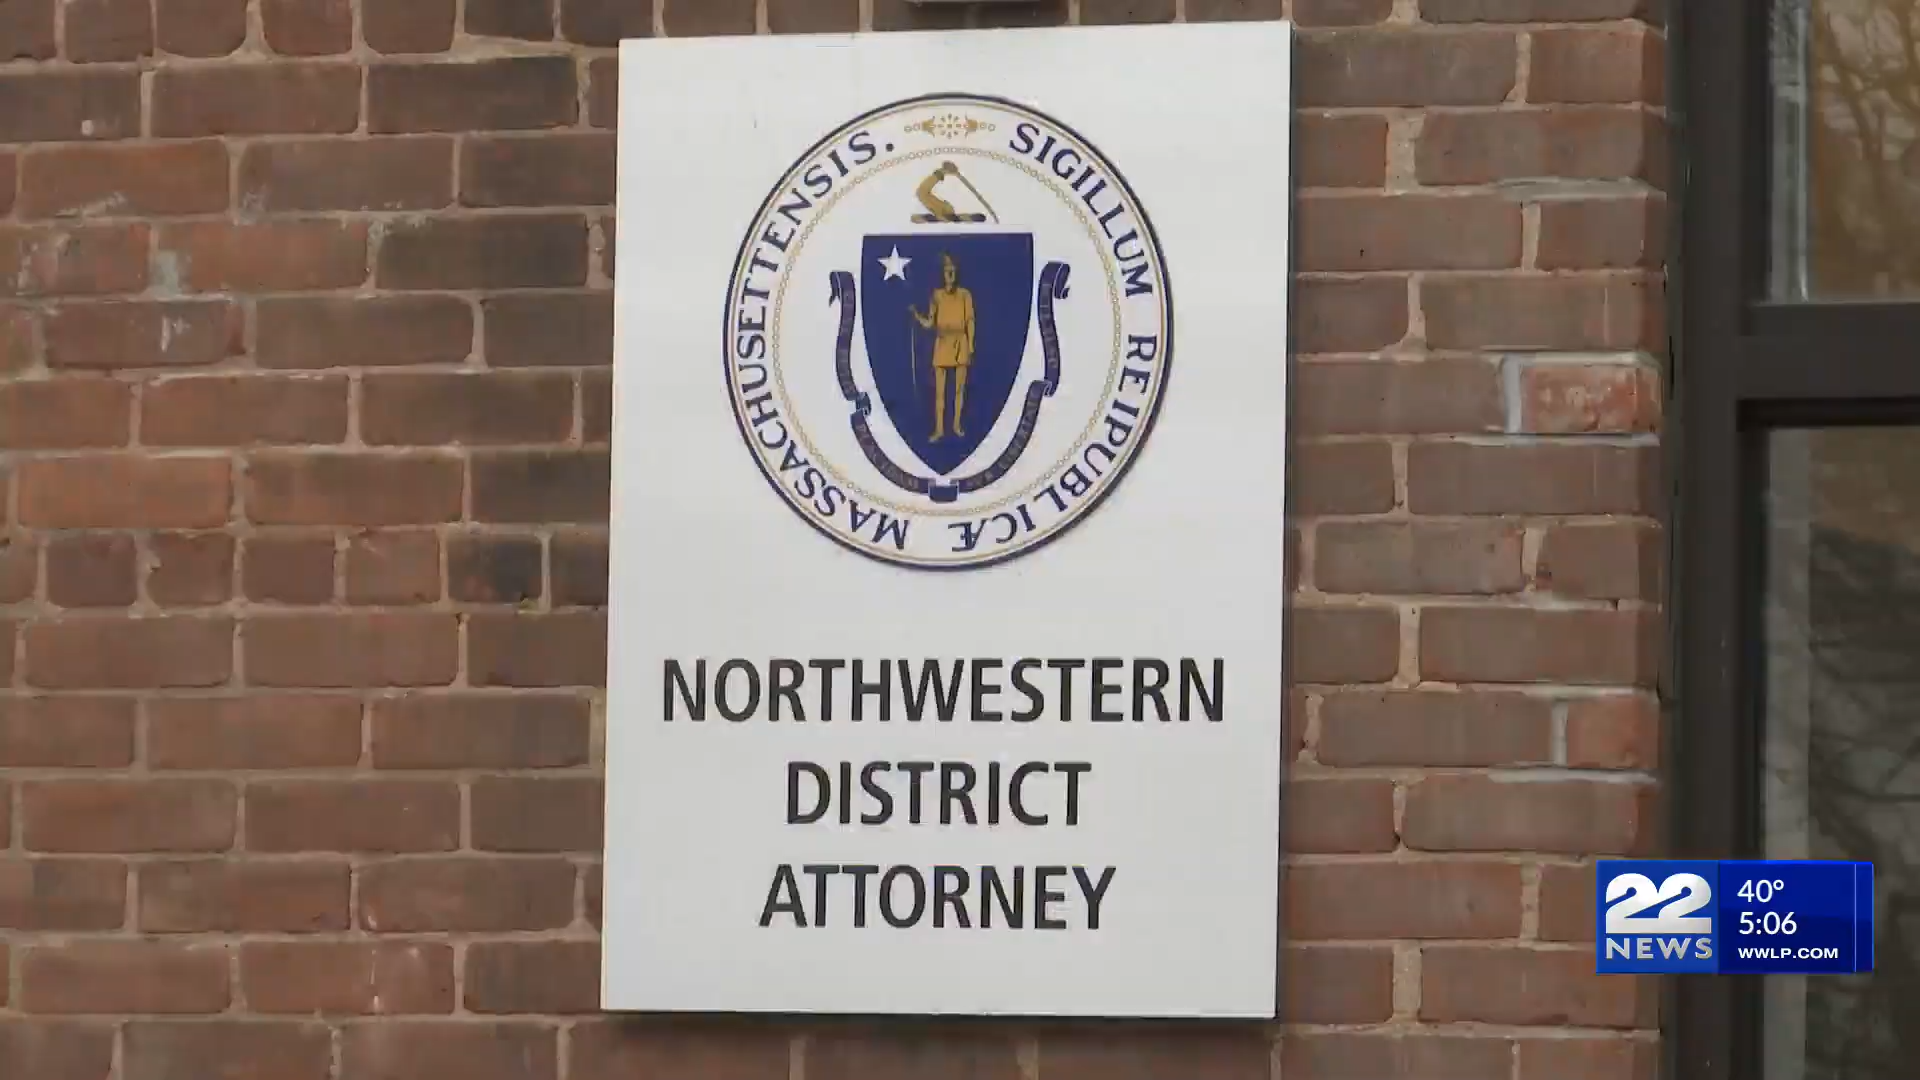 SIGILLUM REIPUBLICÆ MASSACHUSETTENSIS.
NORTHWESTERN
DISTRICT
ATTORNEY
22
NEWS
40°
5:06
WWLP.COM